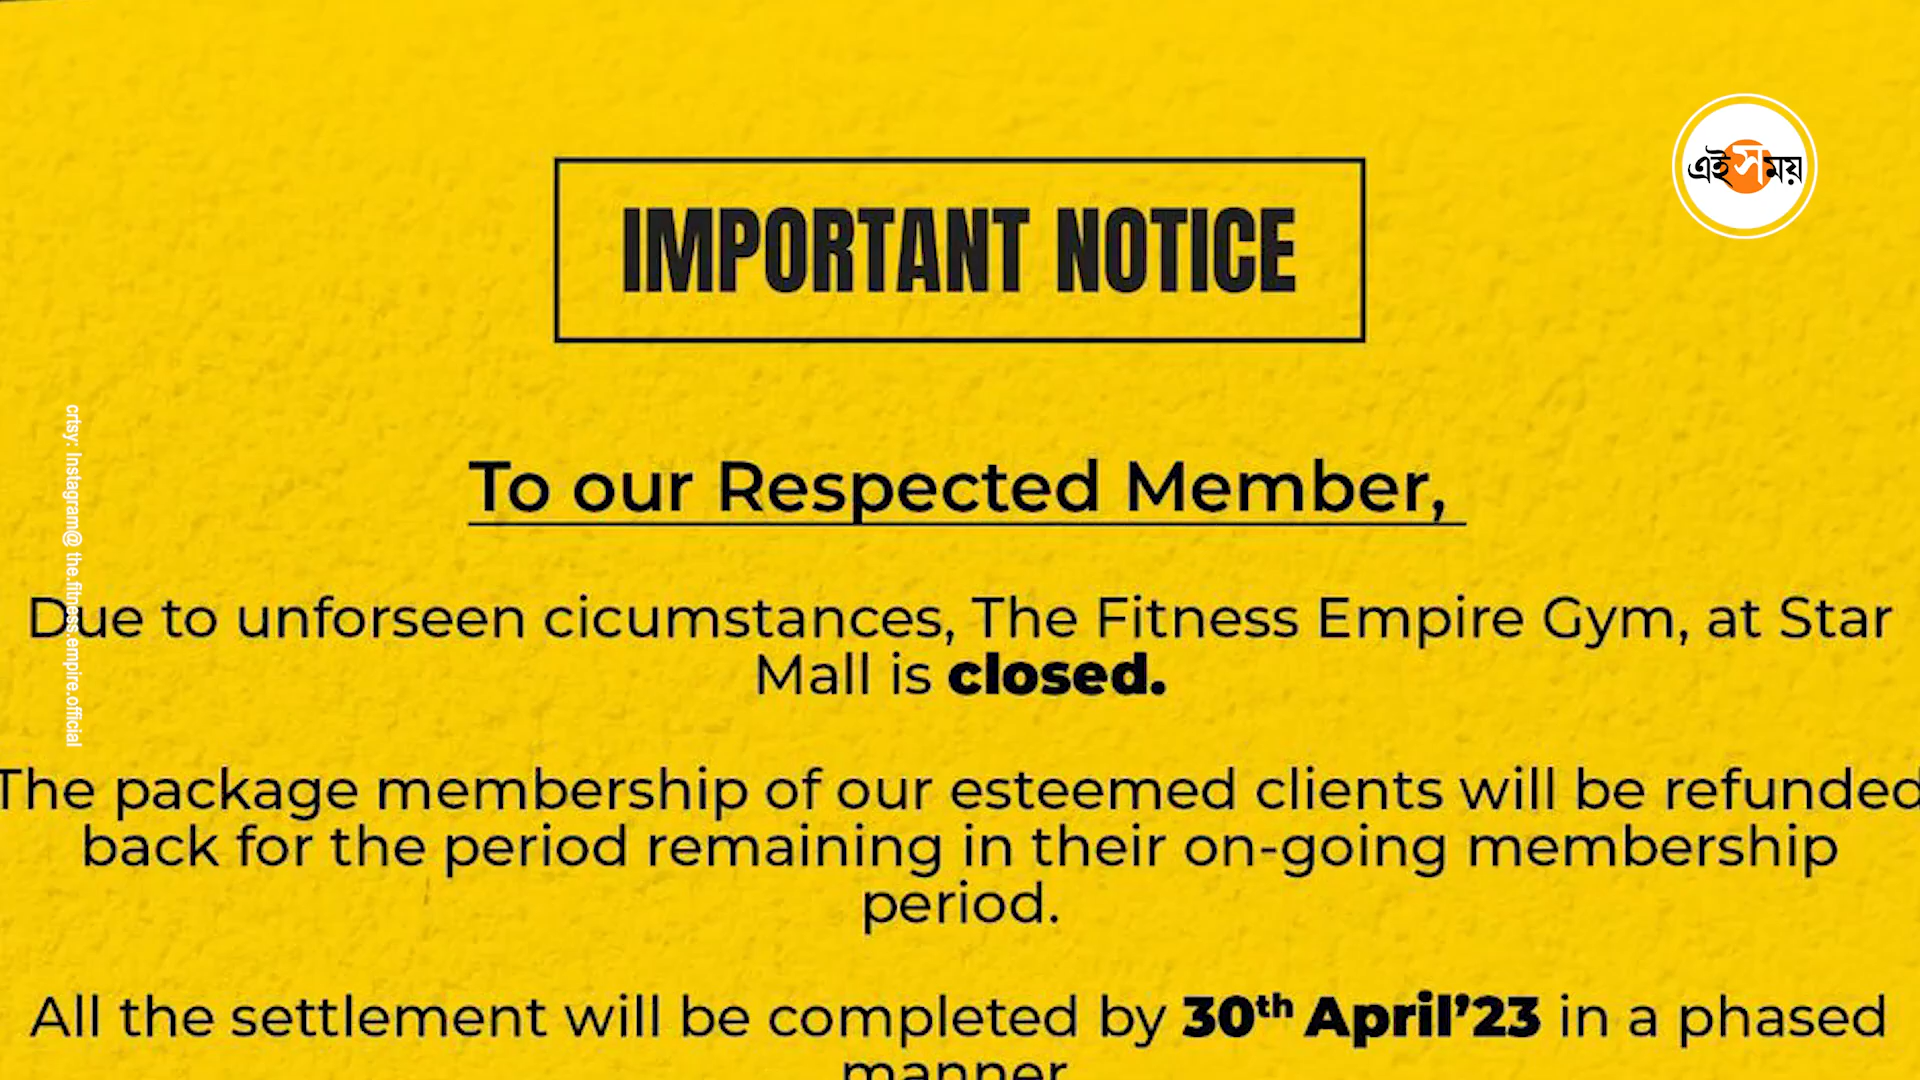 এই সময়
IMPORTANT NOTICE
To our Respected Member,
Due to unforseen cicumstances, The Fitness Empire Gym, at Star
Mall is closed.
The package membership of our esteemed clients will be refunded
back for the period remaining in their on-going membership
period.
All the settlement will be completed by 30th April’23 in a phased
manner
crtsy: Instagram@ the.fitness.empire.official